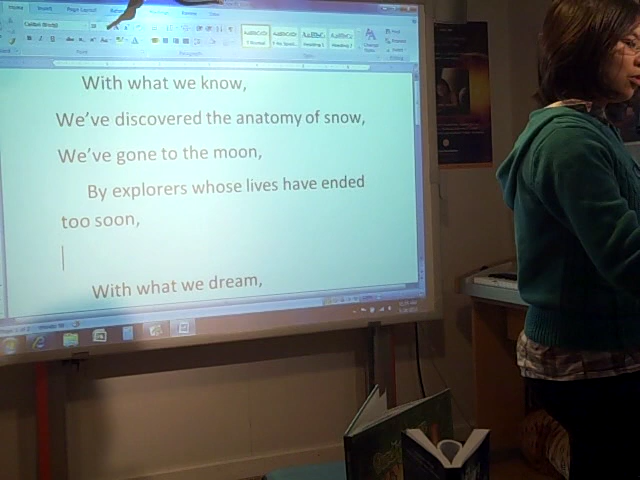 With what we know,
We've discovered the anatomy of snow,
We've gone to the moon,
By explorers whose lives have ended
too soon,
With what we dream,